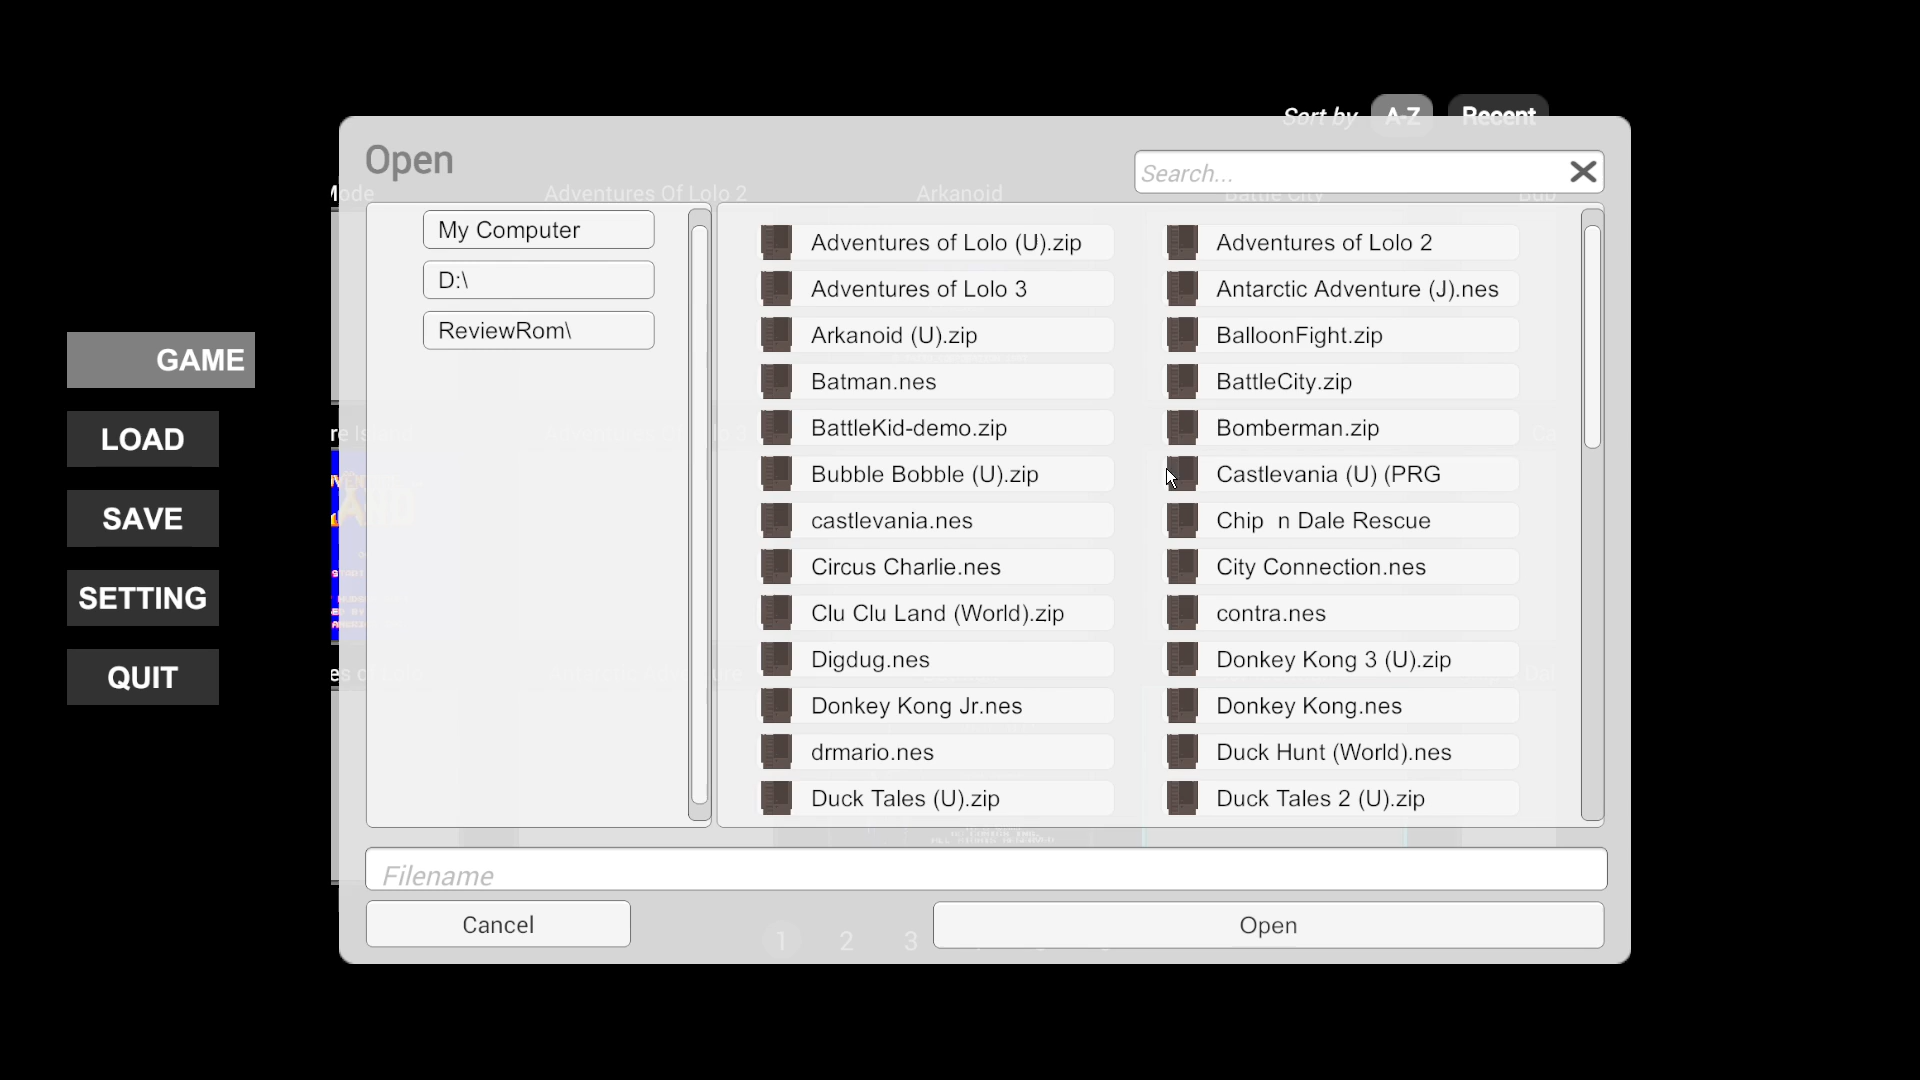 Sort by A-Z Recent
Open
Search...
Adventures Of Lolo 2
Arkanoid
Battle City
My Computer
D:\
ReviewRom\
Adventures of Lolo (U).zip
Adventures of Lolo 2
Adventures of Lolo 3
Antarctic Adventure (J).nes
Arkanoid (U).zip
BalloonFight.zip
Batman.nes
BattleCity.zip
BattleKid-demo.zip
Bomberman.zip
Bubble Bobble (U).zip
Castlevania (U) (PRG
castlevania.nes
Chip  n Dale Rescue
Circus Charlie.nes
City Connection.nes
Clu Clu Land (World).zip
contra.nes
Digdug.nes
Donkey Kong 3 (U).zip
Donkey Kong Jr.nes
Donkey Kong.nes
drmario.nes
Duck Hunt (World).nes
Duck Tales (U).zip
Duck Tales 2 (U).zip
GAME
LOAD
SAVE
SETTING
QUIT
Filename
Cancel
Open
1 2 3